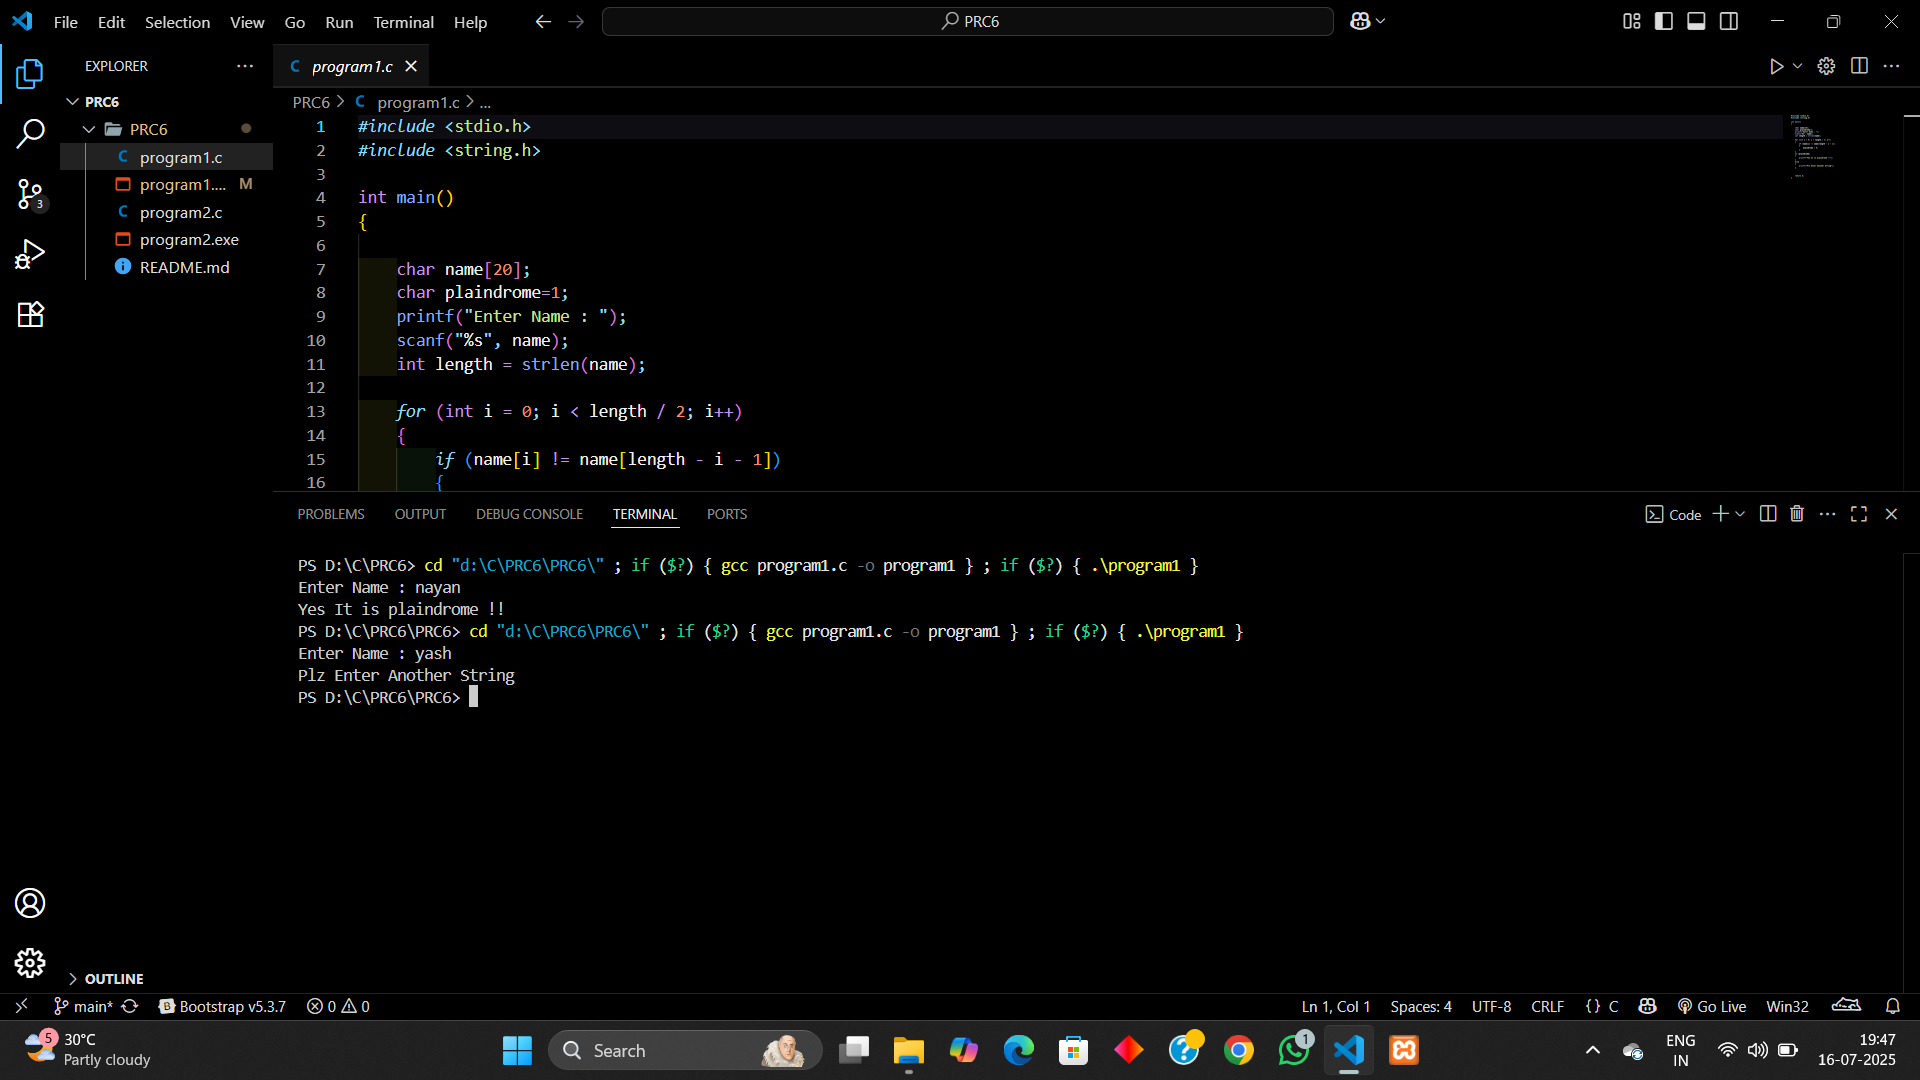 File Edit Selection View Go Run Terminal Help
PRC6
EXPLORER
PRC6
PRC6
C program1.c
program1.... M
C program2.c
program2.exe
README.md
3
OUTLINE
C program1.c
PRC6 > C program1.c > ...
1 #include <stdio.h>
2 #include <string.h>
3
4 int main()
5 {
6
7 char name[20];
8 char plaindrome=1;
9 printf("Enter Name : ");
10 scanf("%s", name);
11 int length = strlen(name);
12
13 for (int i = 0; i < length / 2; i++)
14 {
15 if (name[i] != name[length - i - 1])
16 {
PROBLEMS OUTPUT DEBUG CONSOLE TERMINAL PORTS
Code
PS D:\C\PRC6> cd "d:\C\PRC6\PRC6\" ; if ($?) { gcc program1.c -o program1 } ; if ($?) { .\program1 }
Enter Name : nayan
Yes It is plaindrome !!
PS D:\C\PRC6\PRC6> cd "d:\C\PRC6\PRC6\" ; if ($?) { gcc program1.c -o program1 } ; if ($?) { .\program1 }
Enter Name : yash
Plz Enter Another String
PS D:\C\PRC6\PRC6>
main* B Bootstrap v5.3.7 0 0
Ln 1, Col 1 Spaces: 4 UTF-8 CRLF {} C Go Live Win32
5
30°C
Partly cloudy
Search
1
ENG
IN
19:47
16-07-2025